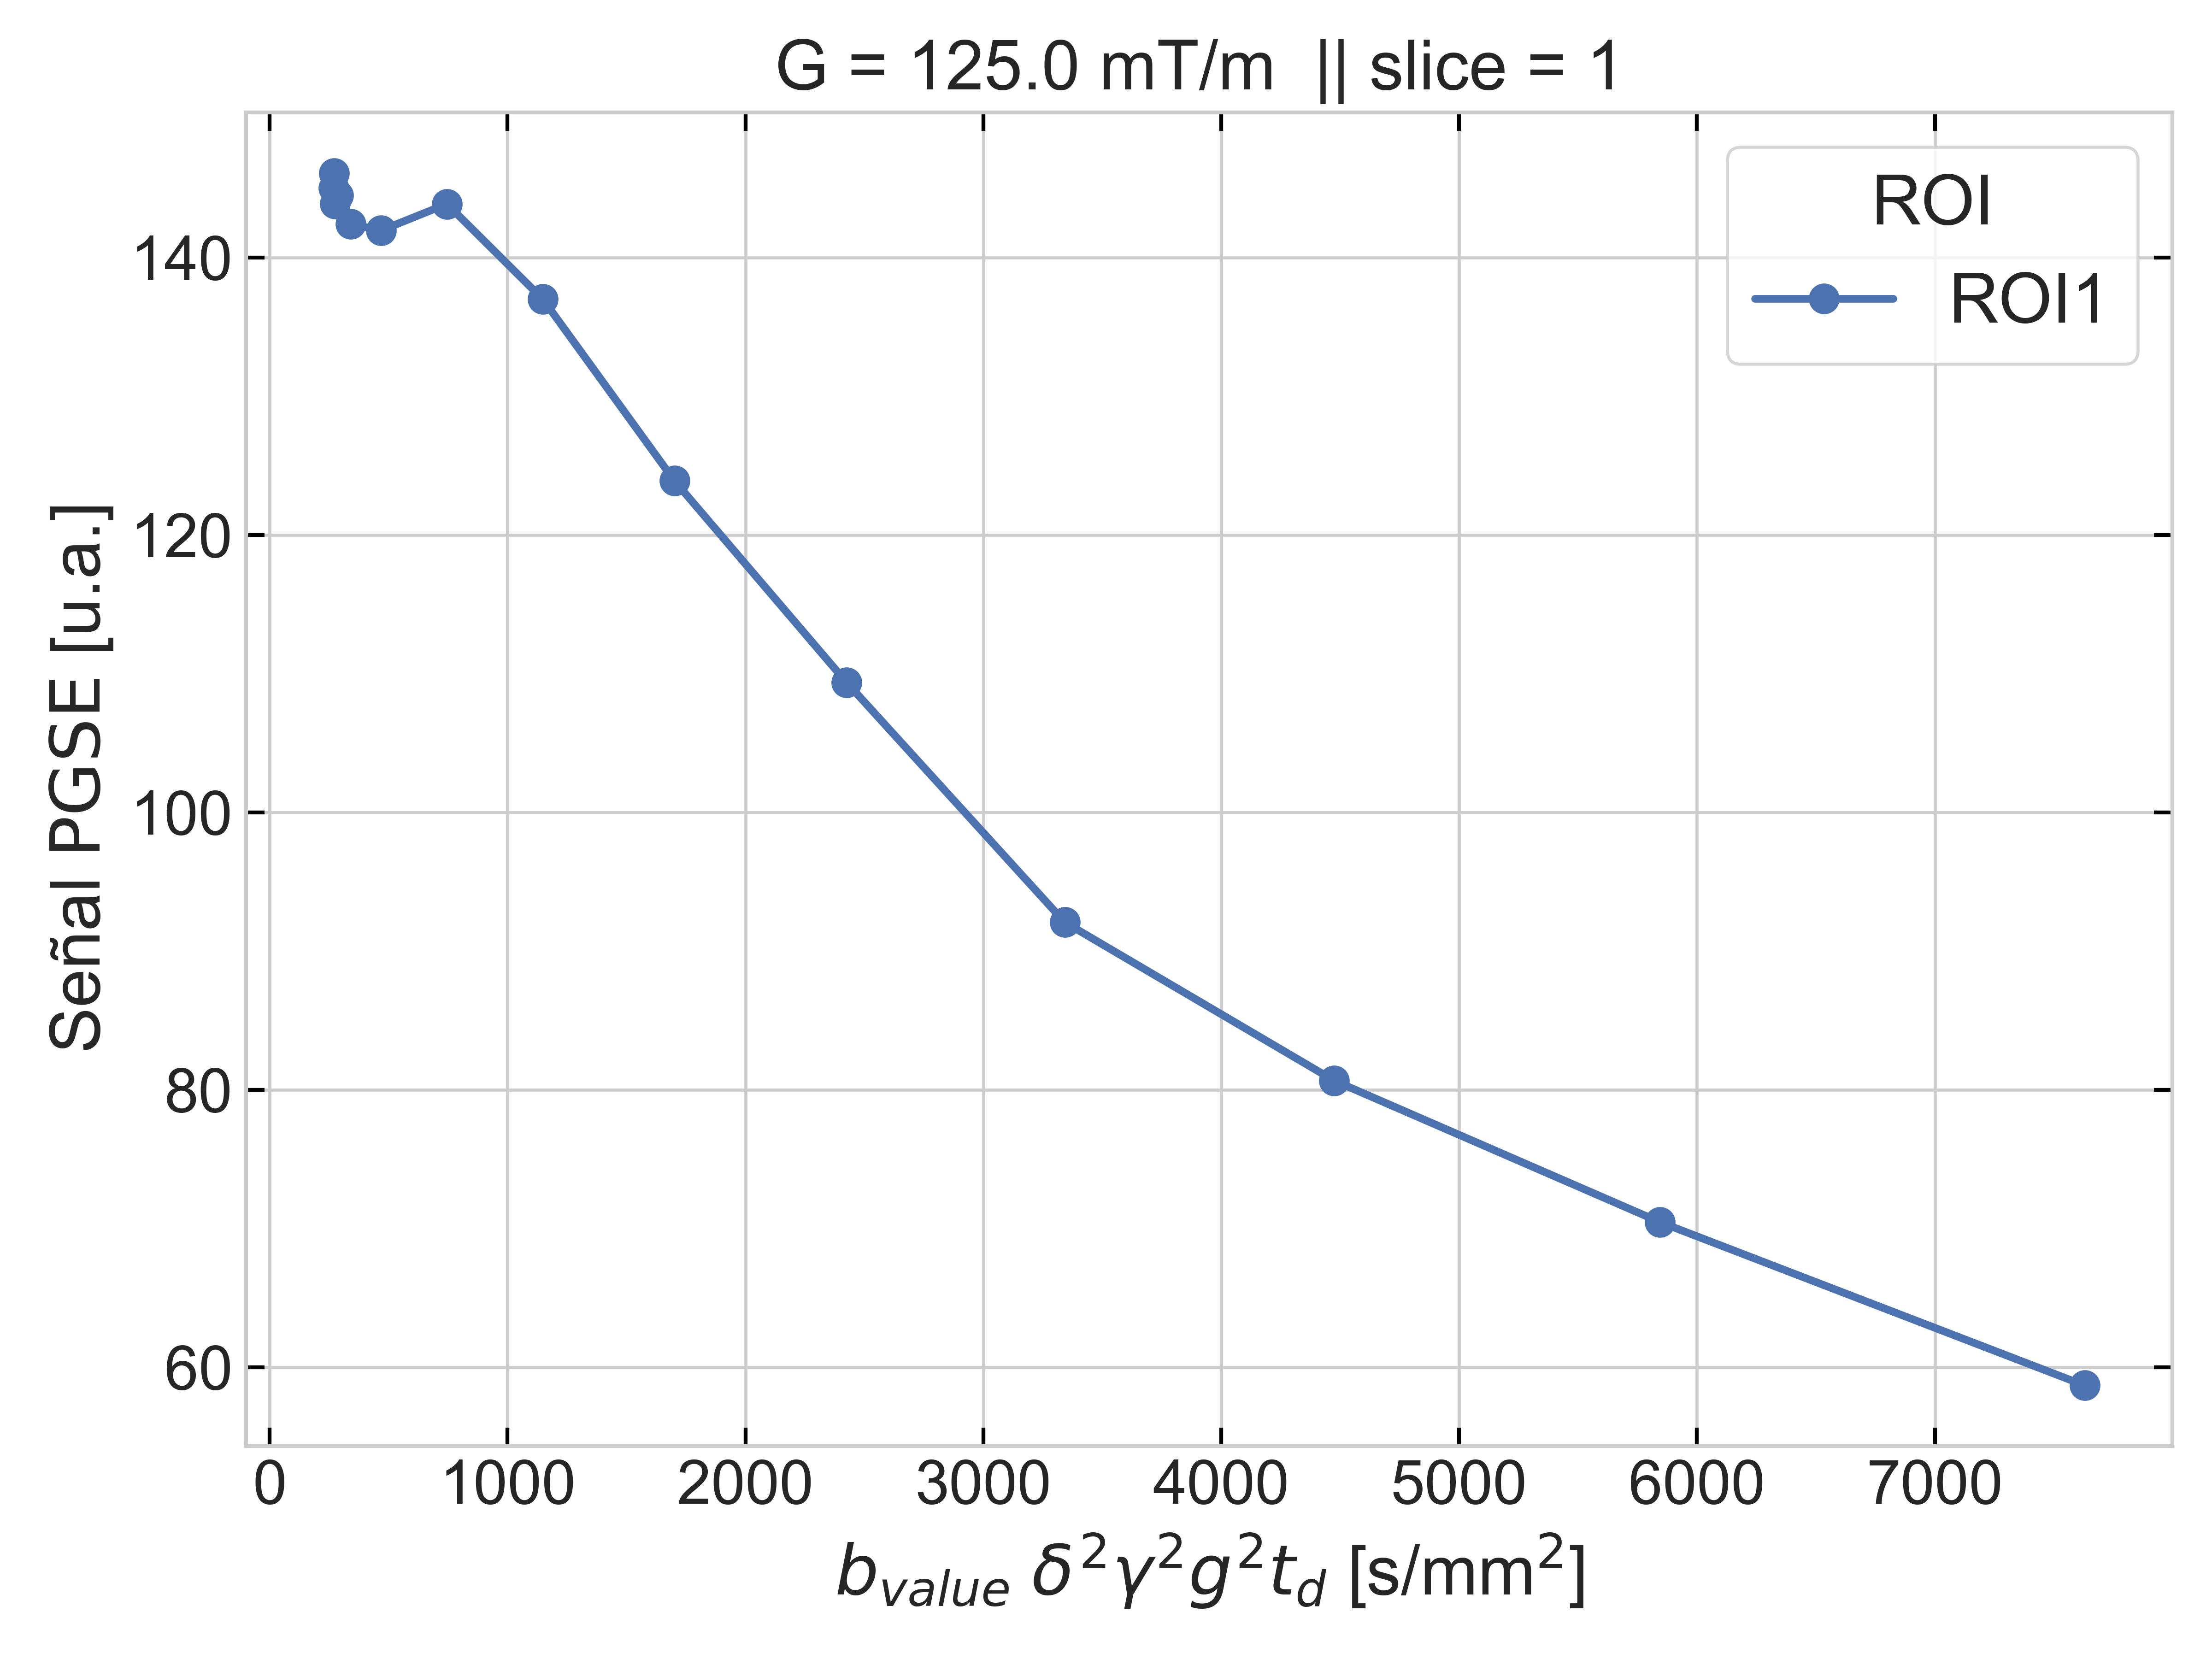 G = 125.0 mT/m || slice = 1
ROI
ROI1
140
120
100
80
60
Señal PGSE [u.a.]
0 1000 2000 3000 4000 5000 6000 7000
b_value δ²γ²g²t_d [s/mm²]